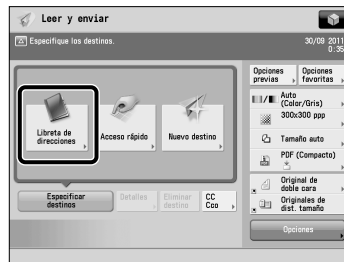 Leer y enviar
Especifique los destinos.
30/09 2011
0:35
Libreta de
direcciones
Acceso rápido
Nuevo destino
Especificar
destinos
Detalles
Eliminar
destino
CC
Cco
Opciones
previas
Opciones
favoritas
Auto
(Color/Gris)
300x300 ppp
Tamaño auto
PDF (Compacto)
Original de
doble cara
Originales de
dist. tamaño
Opciones